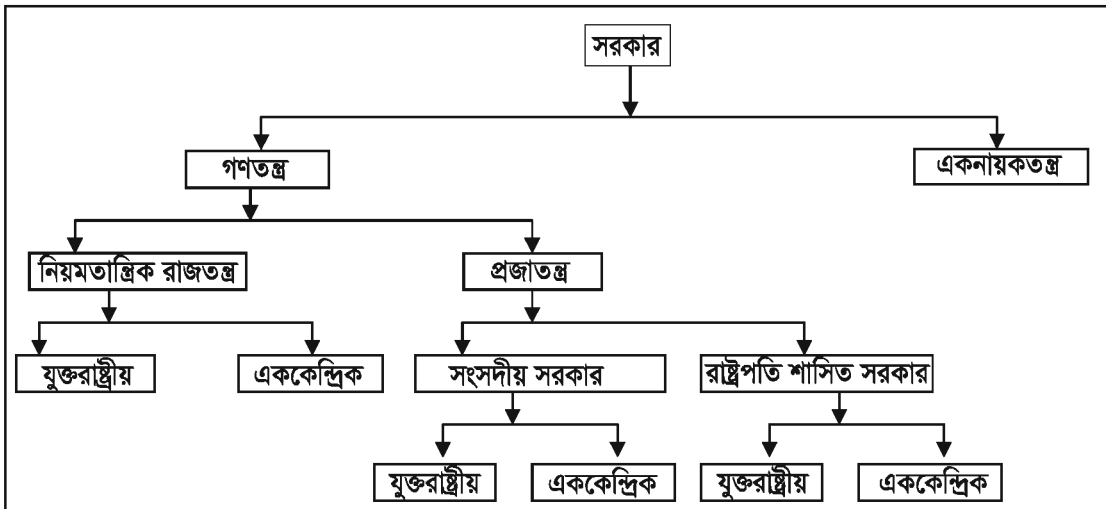 সরকার
গণতন্ত্র
একনায়কতন্ত্র
নিয়মতান্ত্রিক রাজতন্ত্র
প্রজাতন্ত্র
যুক্তরাষ্ট্রীয়
এককেন্দ্রিক
সংসদীয় সরকার
রাষ্ট্রপতি শাসিত সরকার
যুক্তরাষ্ট্রীয়
এককেন্দ্রিক
যুক্তরাষ্ট্রীয়
এককেন্দ্রিক